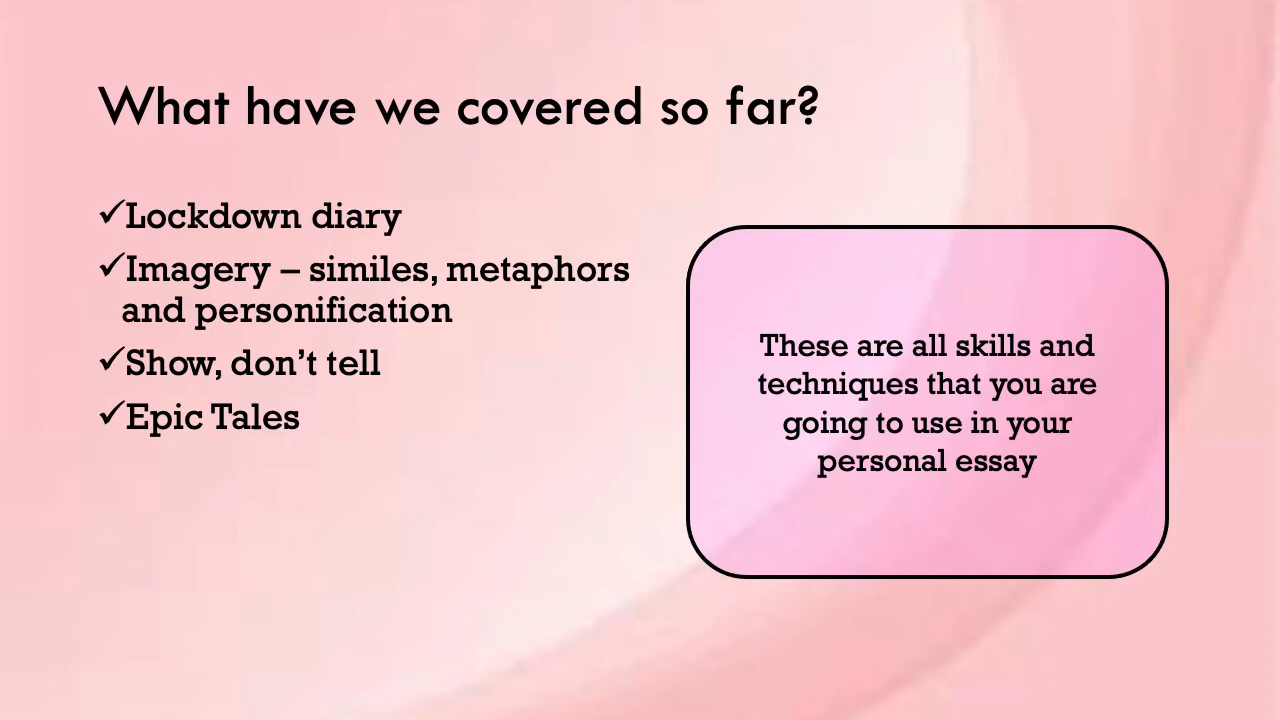 What have we covered so far?
✓Lockdown diary
✓Imagery – similes, metaphors
and personification
✓Show, don’t tell
✓Epic Tales
These are all skills and
techniques that you are
going to use in your
personal essay